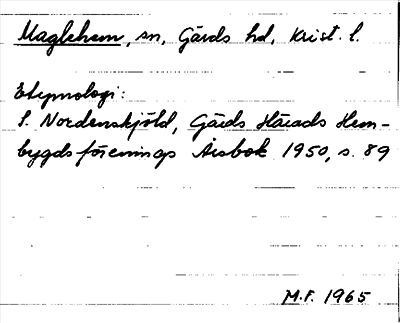 Maglehem, sn, Gärds hd, Krist. l.
Etymologi:
S. Nordenskjöld, Gärds Härads Hem-
bygdsförenings Årsbok 1950, s. 89
M.F. 1965